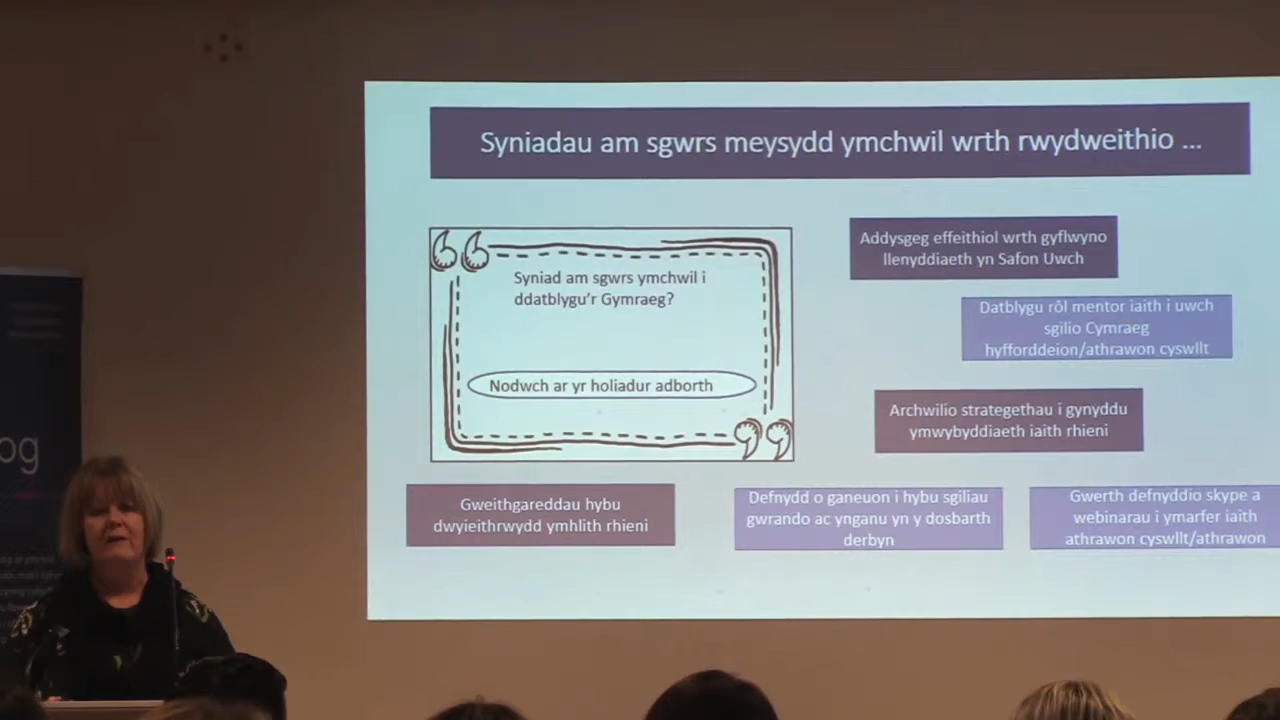 Syniadau am sgwrs meysydd ymchwil wrth rwydweithio ...
Syniad am sgwrs ymchwil i
ddatblygu'r Gymraeg?
Nodwch ar yr holiadur adborth
Addysgeg effeithiol wrth gyflwyno
llenyddiaeth yn Safon Uwch
Datblygu rôl mentor iaith i uwch
sgilio Cymraeg
hyfforddeion/athrawon cyswllt
Archwilio strategethau i gynyddu
ymwybyddiaeth iaith rhieni
Gweithgareddau hybu
dwyieithrwydd ymhlith rhieni
Defnydd o ganeuon i hybu sgiliau
gwrando ac ynganu yn y dosbarth
derbyn
Gwerth defnyddio skype a
webinarau i ymarfer iaith
athrawon cyswllt/athrawon
og